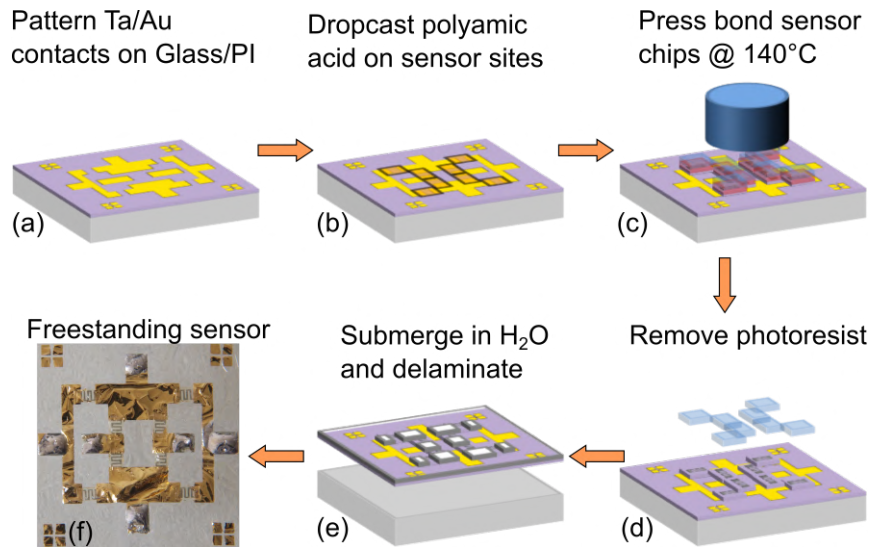 Pattern Ta/Au
contacts on Glass/PI
Dropcast polyamic
acid on sensor sites
Press bond sensor
chips @ 140°C
(a)
(b)
(c)
Freestanding sensor
Submerge in H₂O
and delaminate
Remove photoresist
(f)
(e)
(d)